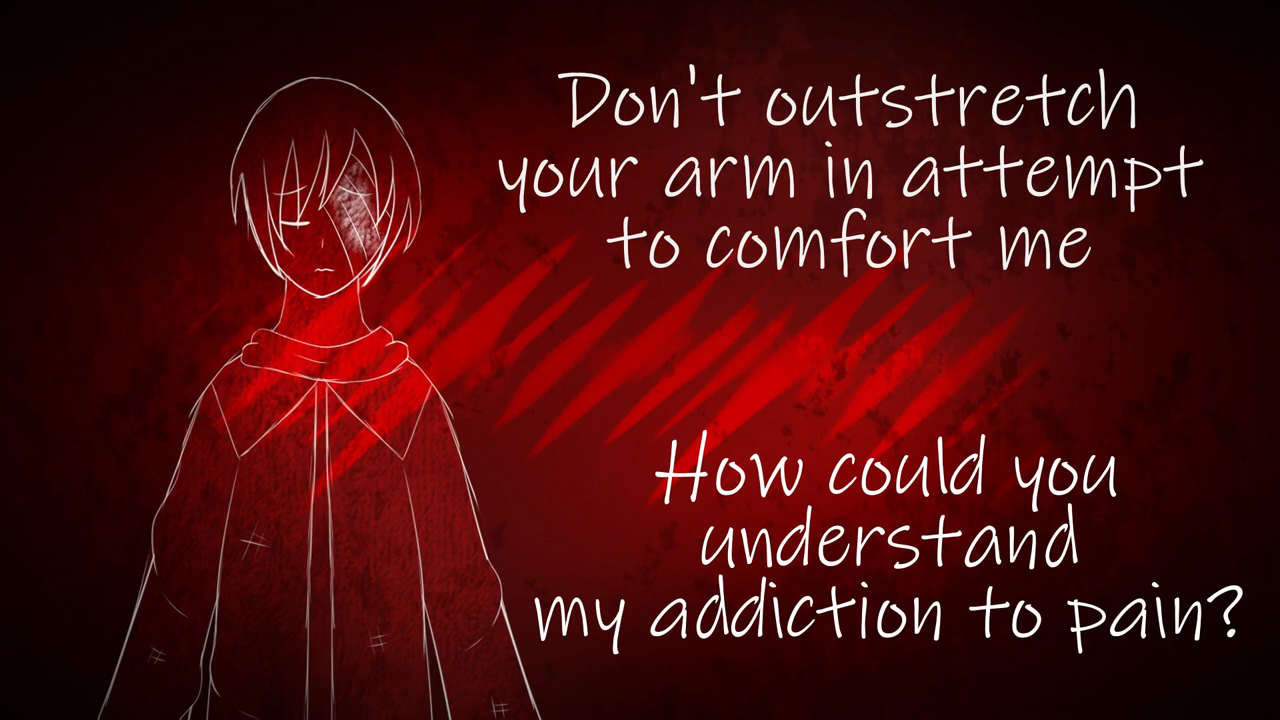 Don't outstretch
your arm in attempt
to comfort me
How could you
understand
my addiction to pain?